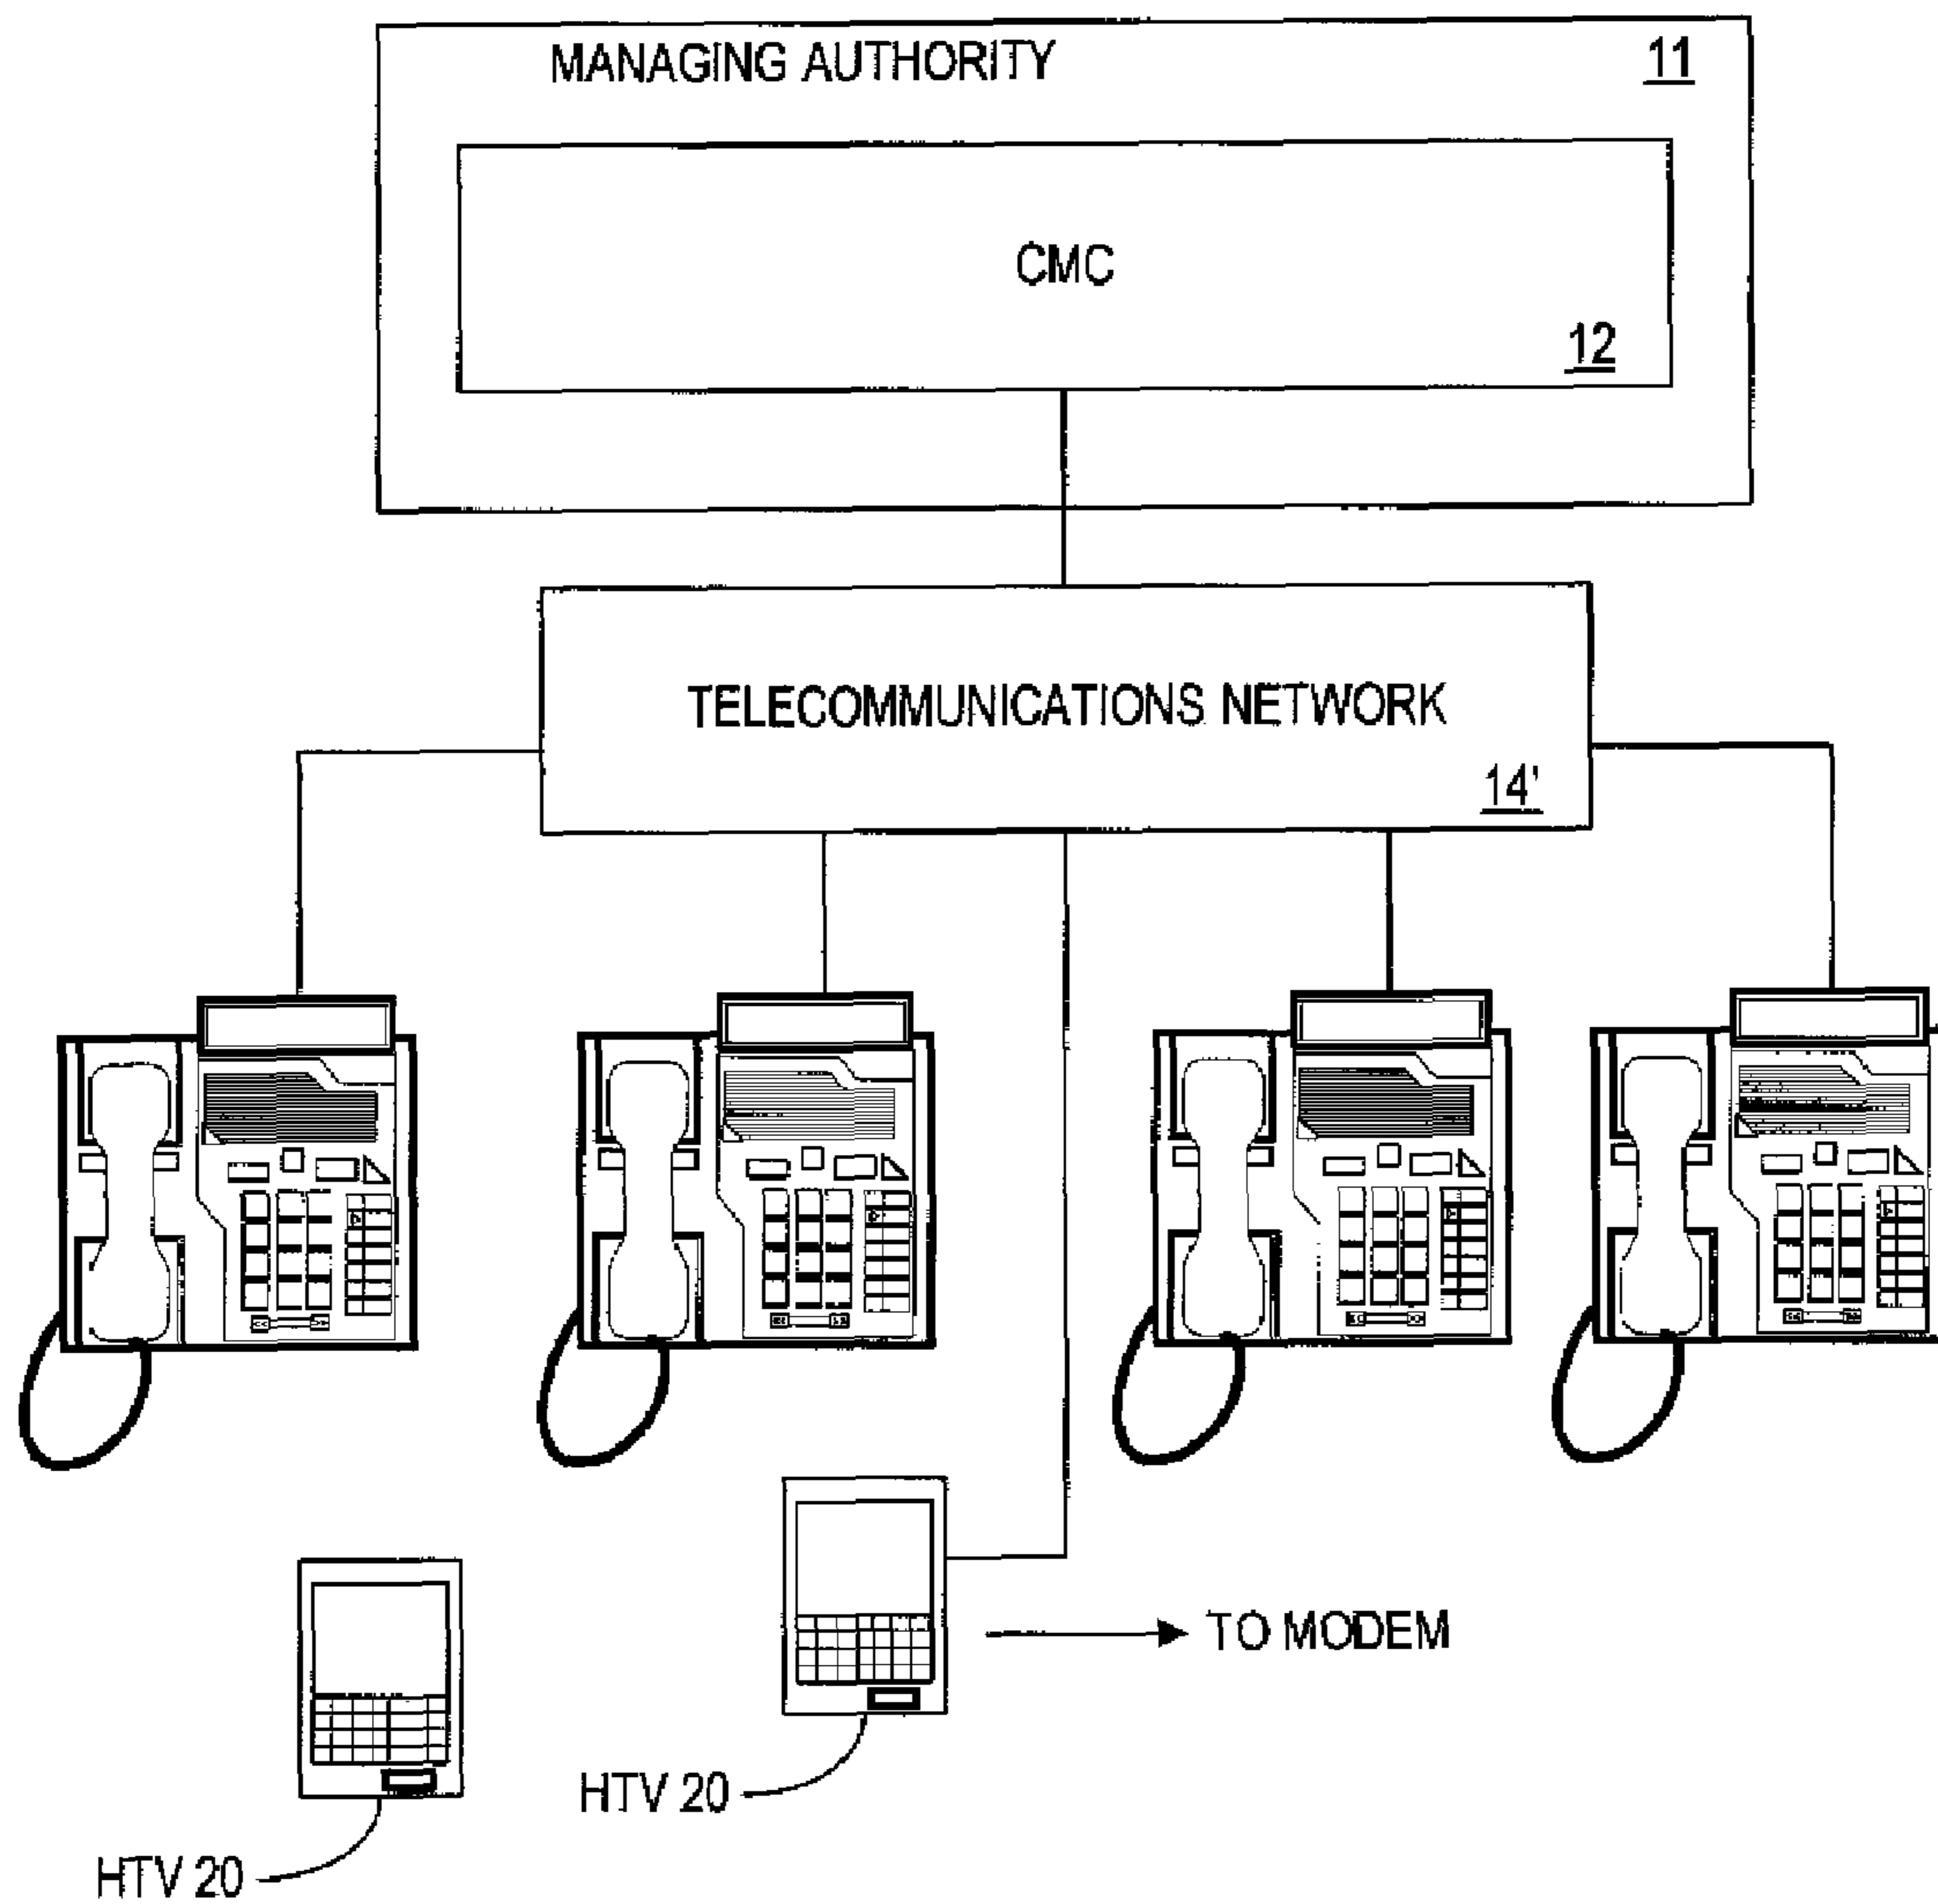 MANAGING AUTHORITY
11
CMC
12
TELECOMMUNICATIONS NETWORK
14'
TO MODEM
HTV 20
HTV 20